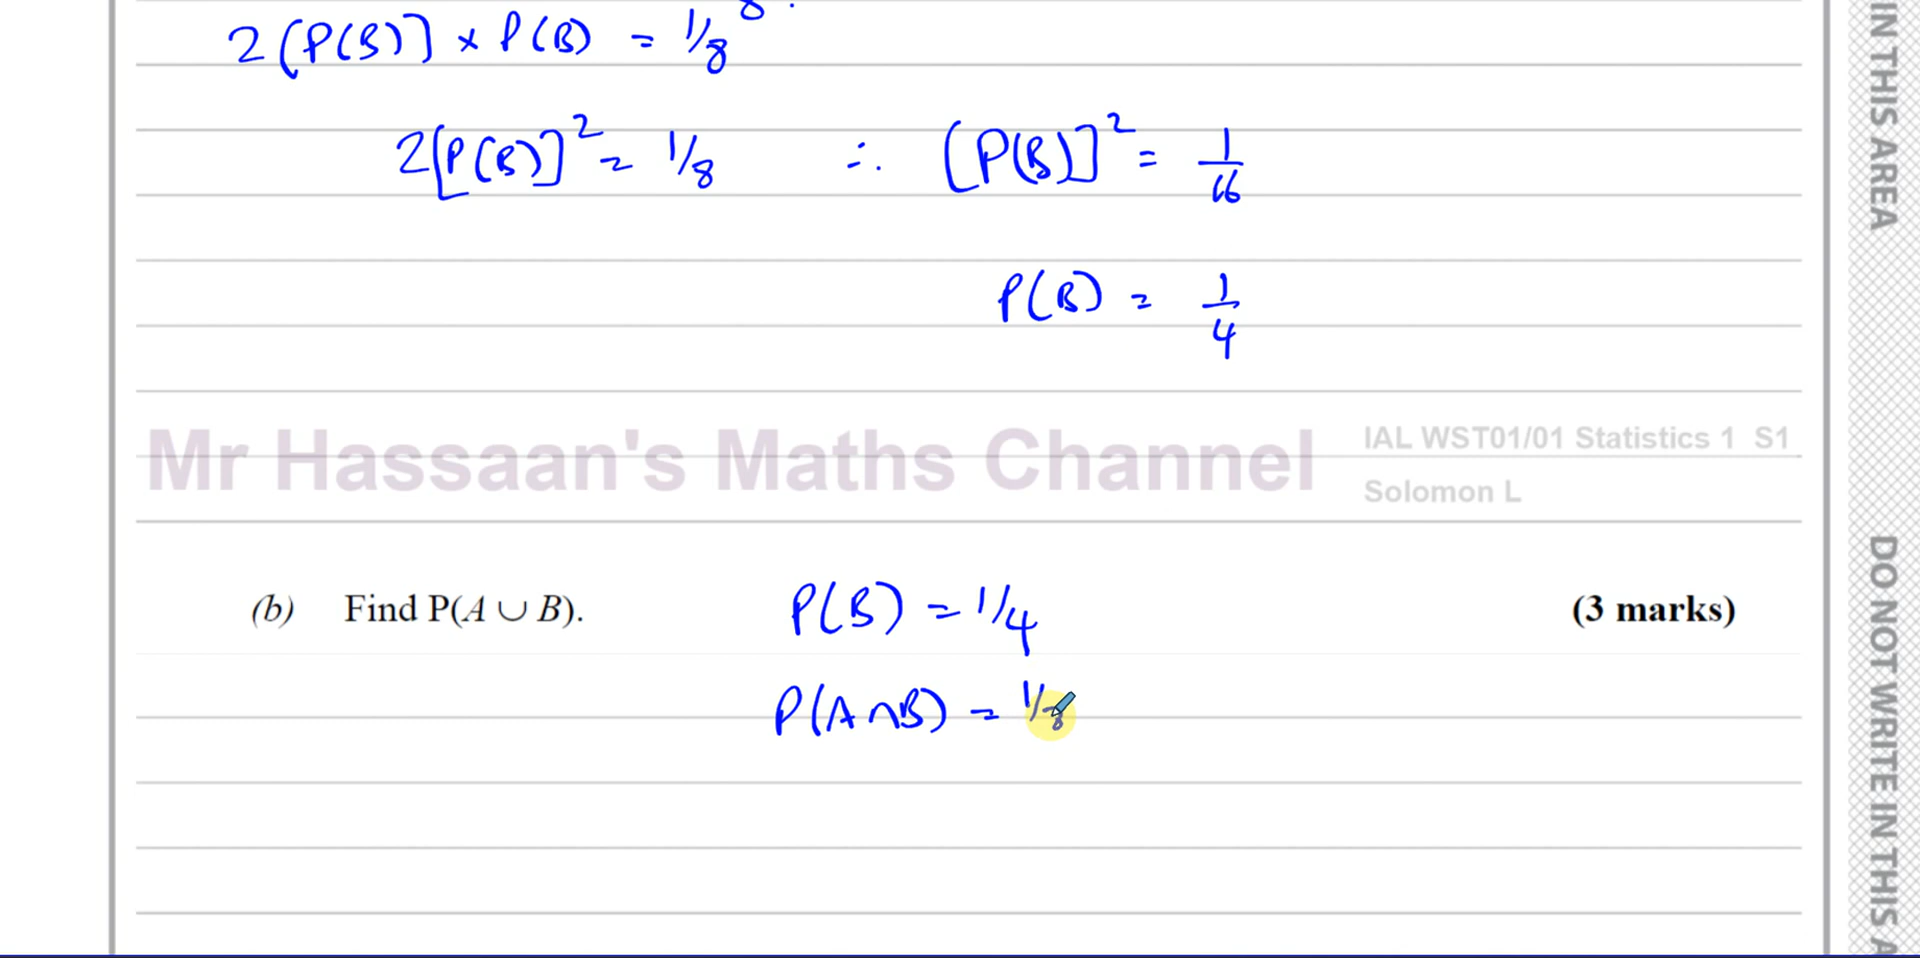 2(P(B)] × P(B) = 1/8
2[P(B)]² = 1/8 ∴ [P(B)]² = 1/16
P(B) = 1/4
Mr Hassaan's Maths Channel
IAL WST01/01 Statistics 1 S1
Solomon L
(b) Find P(A ∪ B). P(B) = 1/4 (3 marks)
P(A ∩ B) = 1/8
IN THIS AREA
DO NOT WRITE IN THIS A